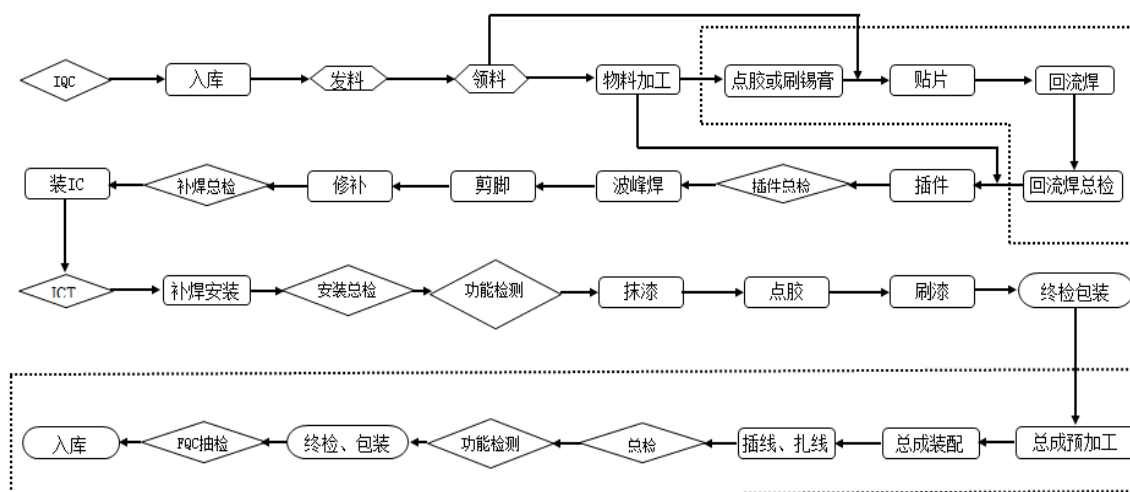 IQC
入库
发料
领料
物料加工
点胶或刷锡膏
贴片
回流焊
回流焊总检
插件
插件总检
波峰焊
剪脚
修补
补焊总检
装IC
ICT
补焊安装
安装总检
功能检测
抹漆
点胶
刷漆
终检包装
总成预加工
总成装配
插线、扎线
总检
功能检测
终检、包装
FQC抽检
入库